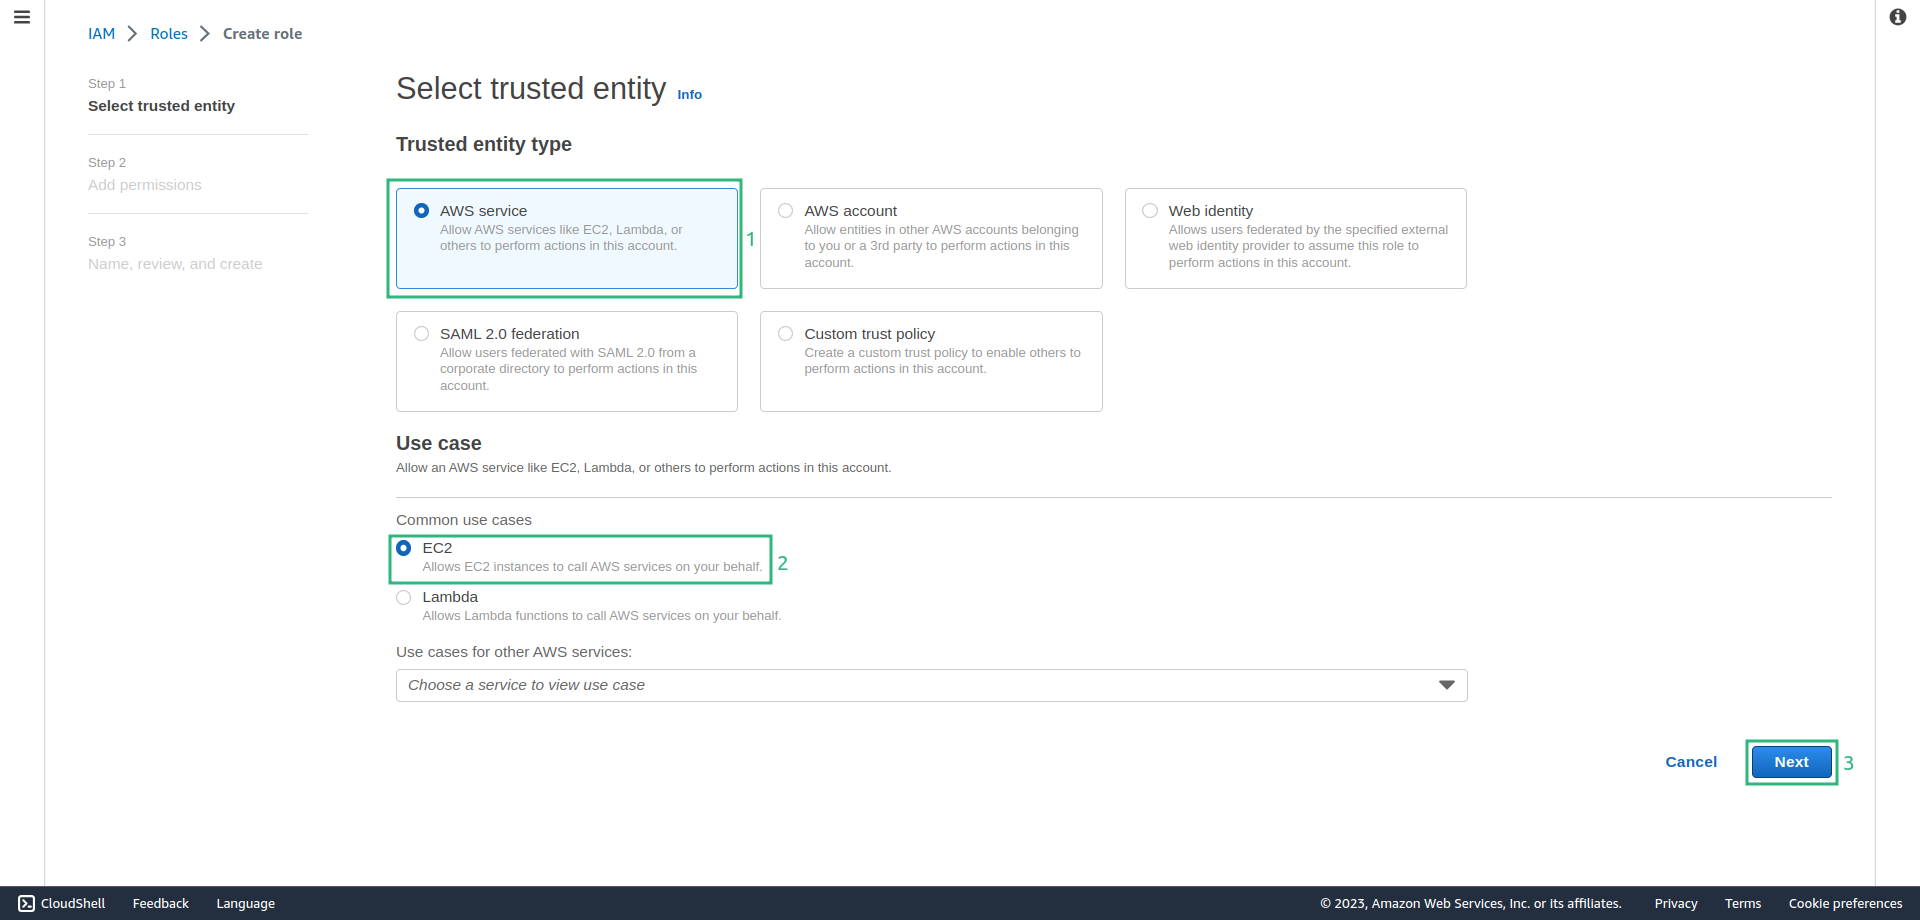 IAM > Roles > Create role
Step 1
Select trusted entity
Step 2
Add permissions
Step 3
Name, review, and create
Select trusted entity Info
Trusted entity type
AWS service
Allow AWS services like EC2, Lambda, or
others to perform actions in this account.
1
AWS account
Allow entities in other AWS accounts belonging
to you or a 3rd party to perform actions in this
account.
Web identity
Allows users federated by the specified external
web identity provider to assume this role to
perform actions in this account.
SAML 2.0 federation
Allow users federated with SAML 2.0 from a
corporate directory to perform actions in this
account.
Custom trust policy
Create a custom trust policy to enable others to
perform actions in this account.
Use case
Allow an AWS service like EC2, Lambda, or others to perform actions in this account.
Common use cases
EC2
Allows EC2 instances to call AWS services on your behalf.
2
Lambda
Allows Lambda functions to call AWS services on your behalf.
Use cases for other AWS services:
Choose a service to view use case
Cancel Next 3
CloudShell Feedback Language © 2023, Amazon Web Services, Inc. or its affiliates. Privacy Terms Cookie preferences